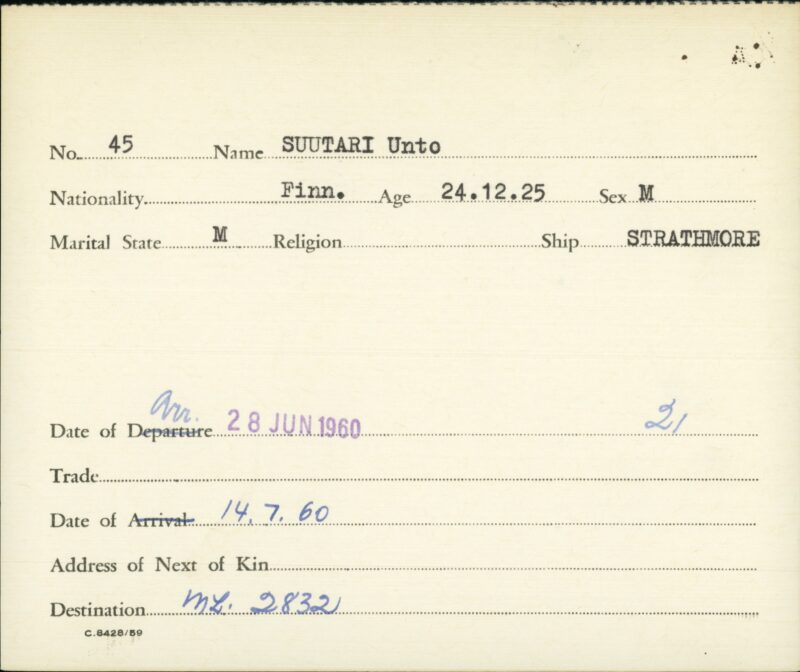 No. 45 Name SUUTARI Unto
Nationality Finn. Age 24.12.25 Sex M
Marital State M Religion Ship STRATHMORE
Arr.
Date of Departure 28 JUN 1960 21
Trade
Date of Arrival 14.7.60
Address of Next of Kin
Destination ML. 2832
C.8428/59